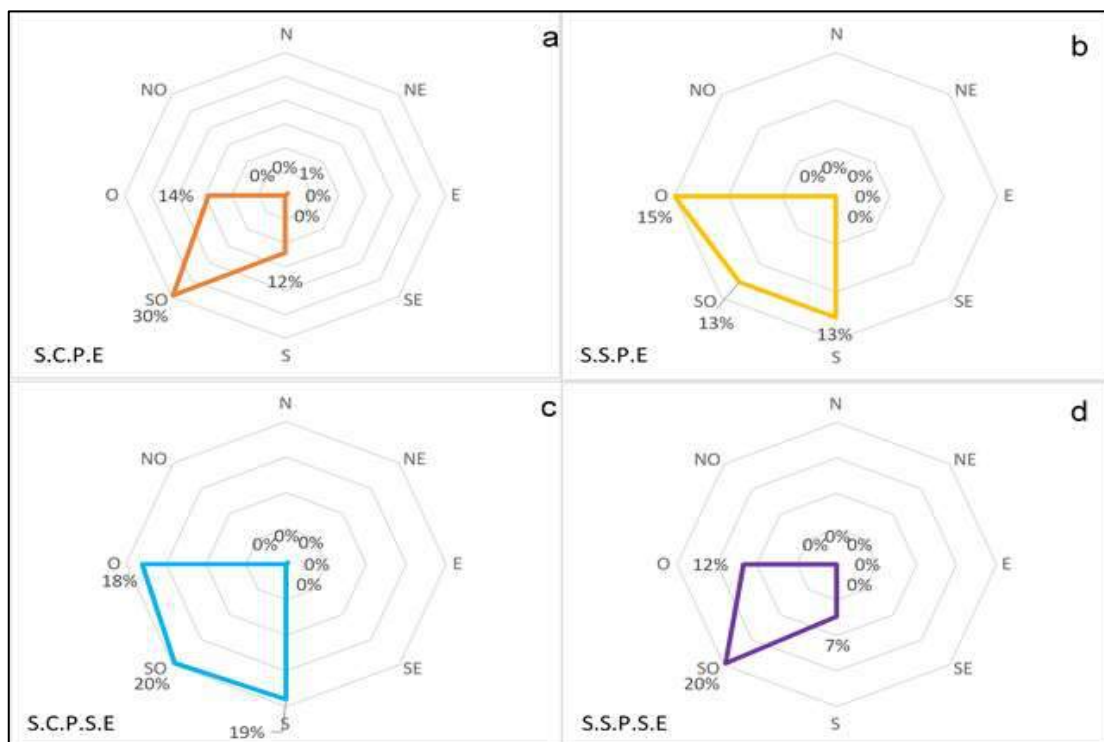 a
N
NO
NE
0%
0%
1%
O
14%
0%
E
0%
SO
30%
12%
SE
S
S.C.P.E
b
N
NO
NE
0%
0%
0%
O
15%
0%
E
0%
SO
13%
13%
SE
S
S.S.P.E
c
N
NO
NE
0%
0%
0%
O
18%
0%
E
0%
SO
20%
SE
19%
S
S.C.P.S.E
d
N
NO
NE
0%
0%
0%
O
12%
0%
E
0%
SO
20%
7%
SE
S
S.S.P.S.E